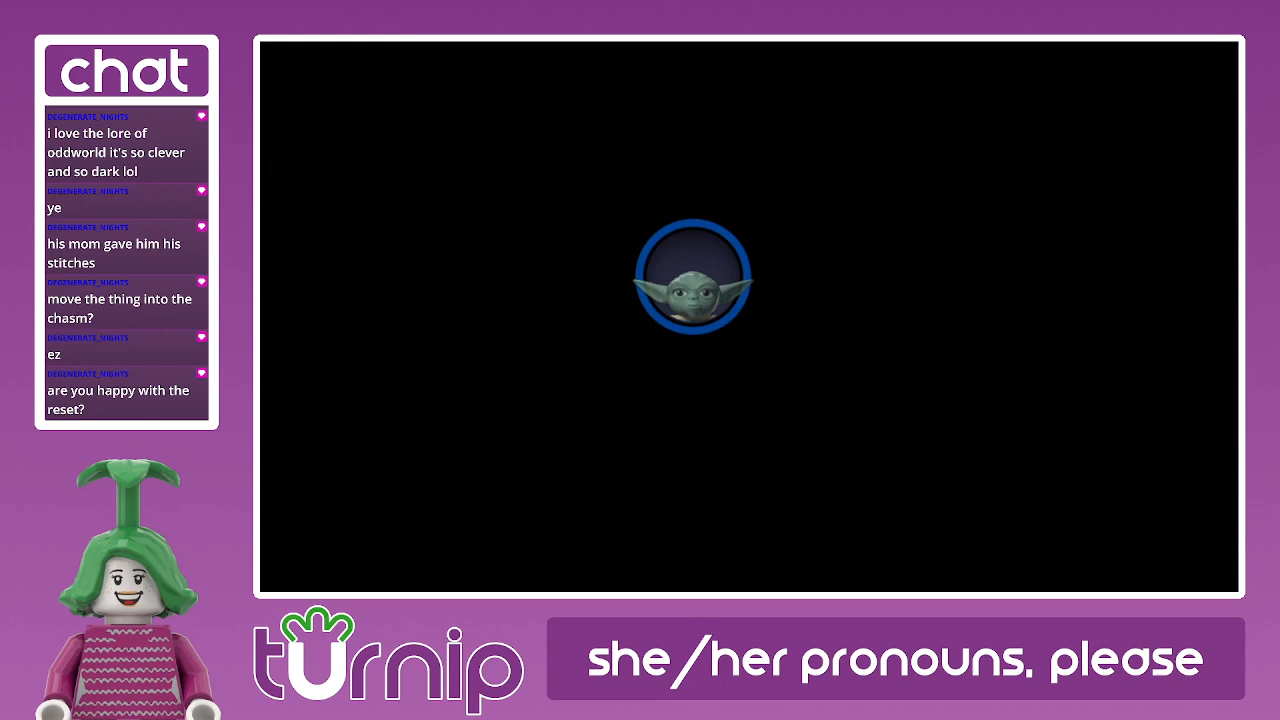 chat
DEGENERATE_NIGHTS
i love the lore of
oddworld it's so clever
and so dark lol
DEGENERATE_NIGHTS
ye
DEGENERATE_NIGHTS
his mom gave him his
stitches
DEGENERATE_NIGHTS
move the thing into the
chasm?
DEGENERATE_NIGHTS
ez
DEGENERATE_NIGHTS
are you happy with the
reset?
turnip
she/her pronouns, please